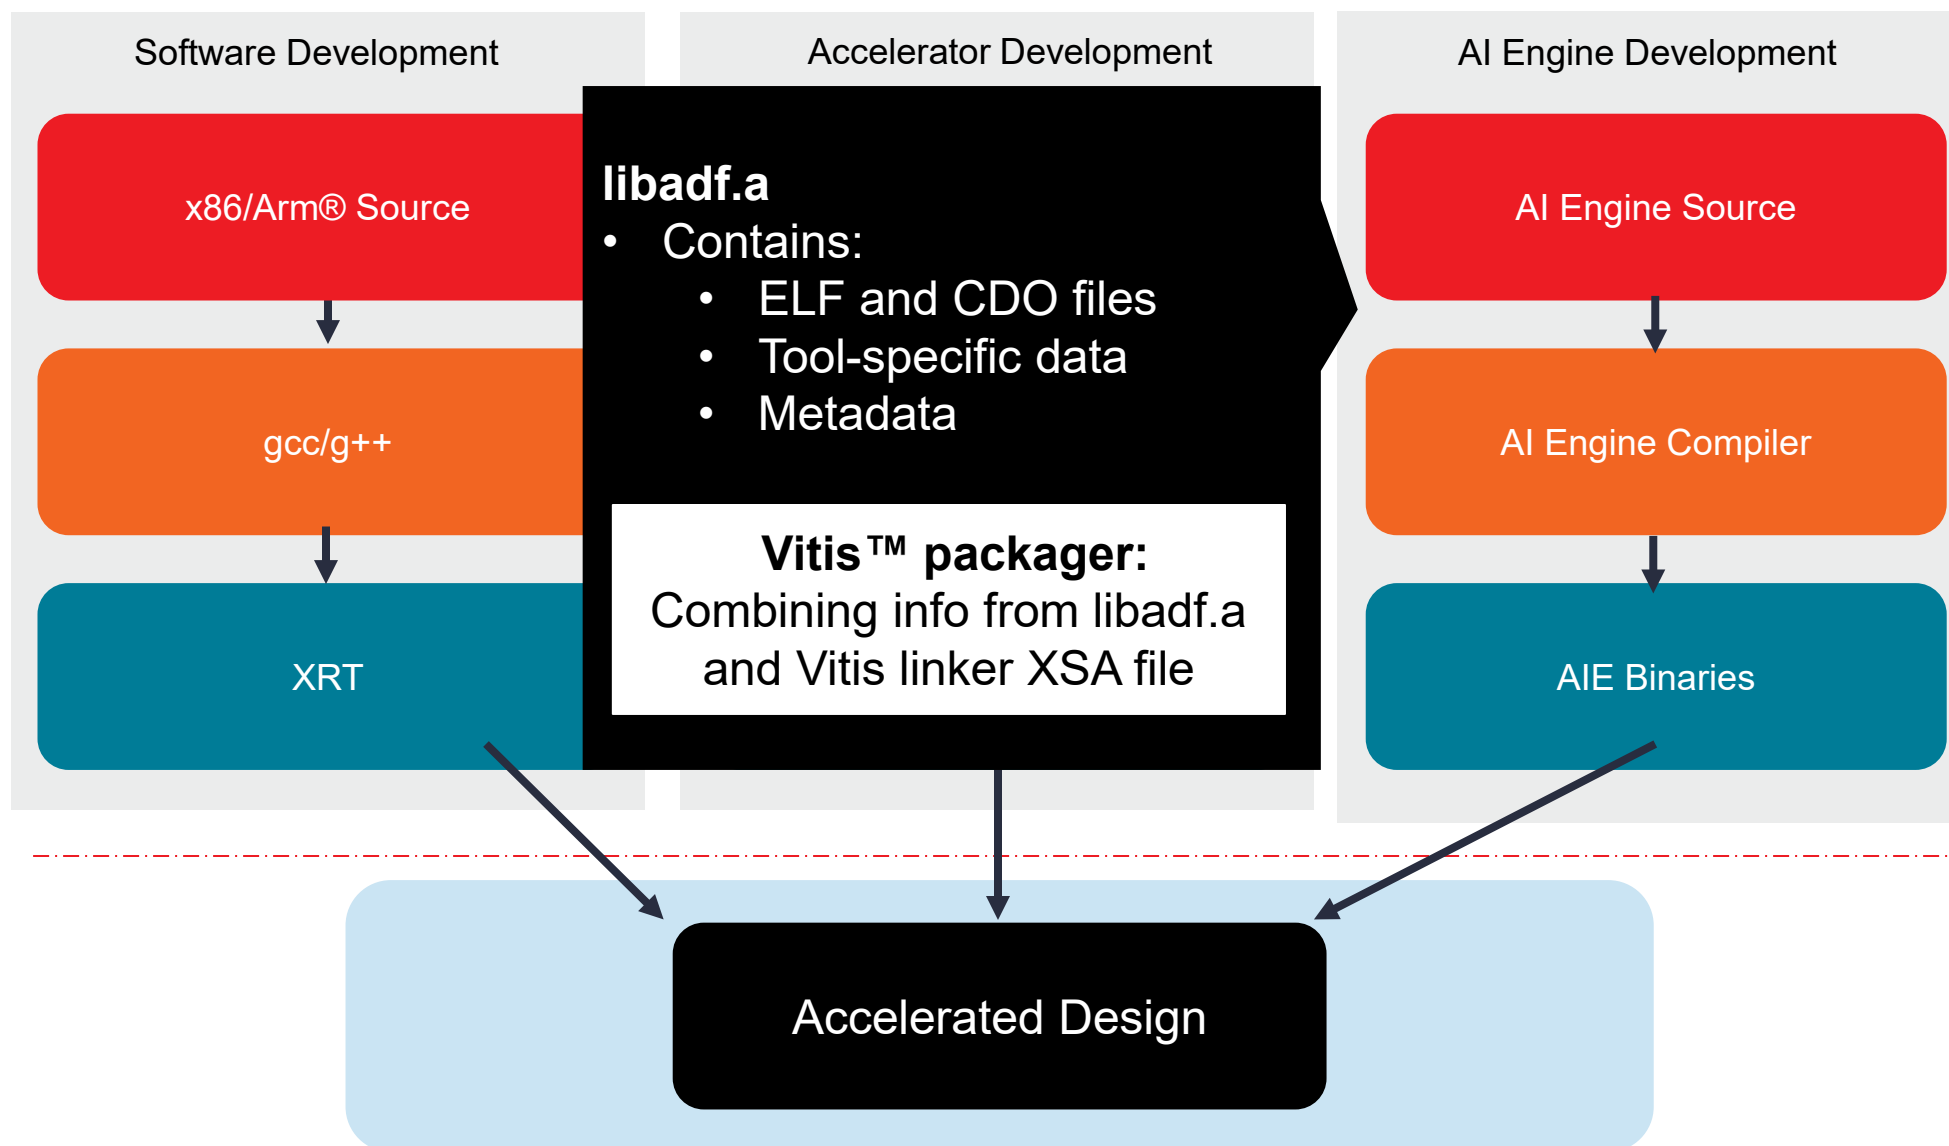 Software Development
Accelerator Development
AI Engine Development
x86/Arm® Source
gcc/g++
XRT
libadf.a
• Contains:
• ELF and CDO files
• Tool-specific data
• Metadata
Vitis™ packager:
Combining info from libadf.a
and Vitis linker XSA file
AI Engine Source
AI Engine Compiler
AIE Binaries
Accelerated Design